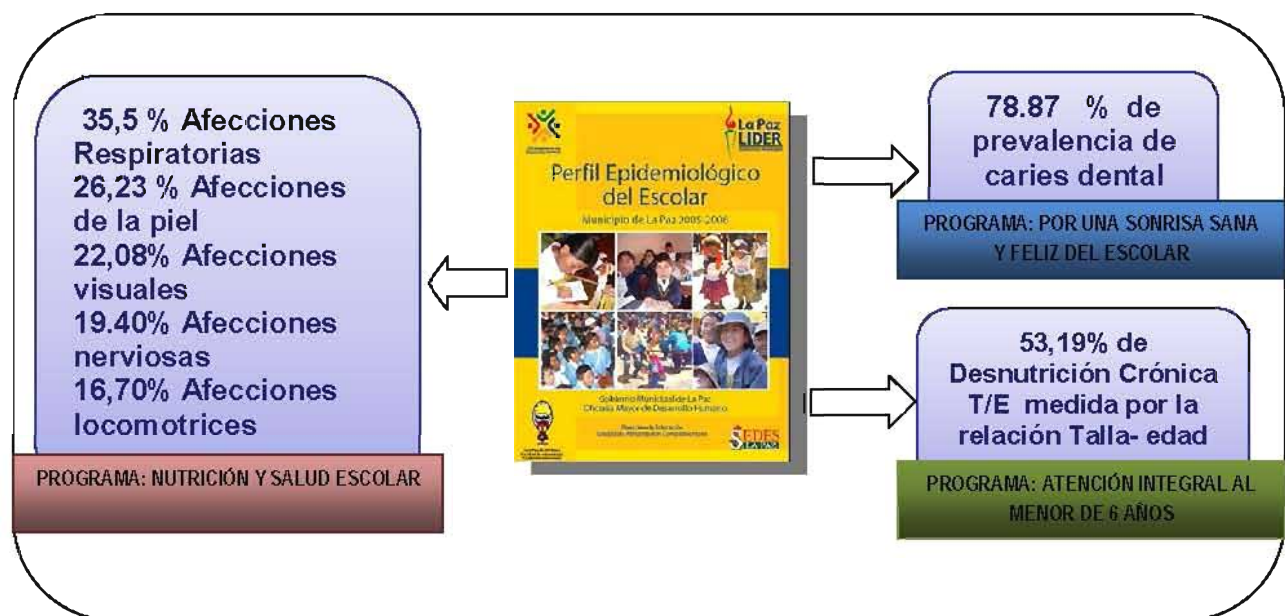 35,5 % Afecciones
Respiratorias
26,23 % Afecciones
de la piel
22,08% Afecciones
visuales
19.40% Afecciones
nerviosas
16,70% Afecciones
locomotrices
PROGRAMA: NUTRICIÓN Y SALUD ESCOLAR
La Paz
LIDER
Perfil Epidemiológico
del Escolar
Municipio de La Paz 2005-2006
Gobierno Municipal de La Paz
Oficialía Mayor de Desarrollo Humano
SEDES
LA PAZ
78.87 % de
prevalencia de
caries dental
PROGRAMA: POR UNA SONRISA SANA
Y FELIZ DEL ESCOLAR
53,19% de
Desnutrición Crónica
T/E medida por la
relación Talla- edad
PROGRAMA: ATENCIÓN INTEGRAL AL
MENOR DE 6 AÑOS